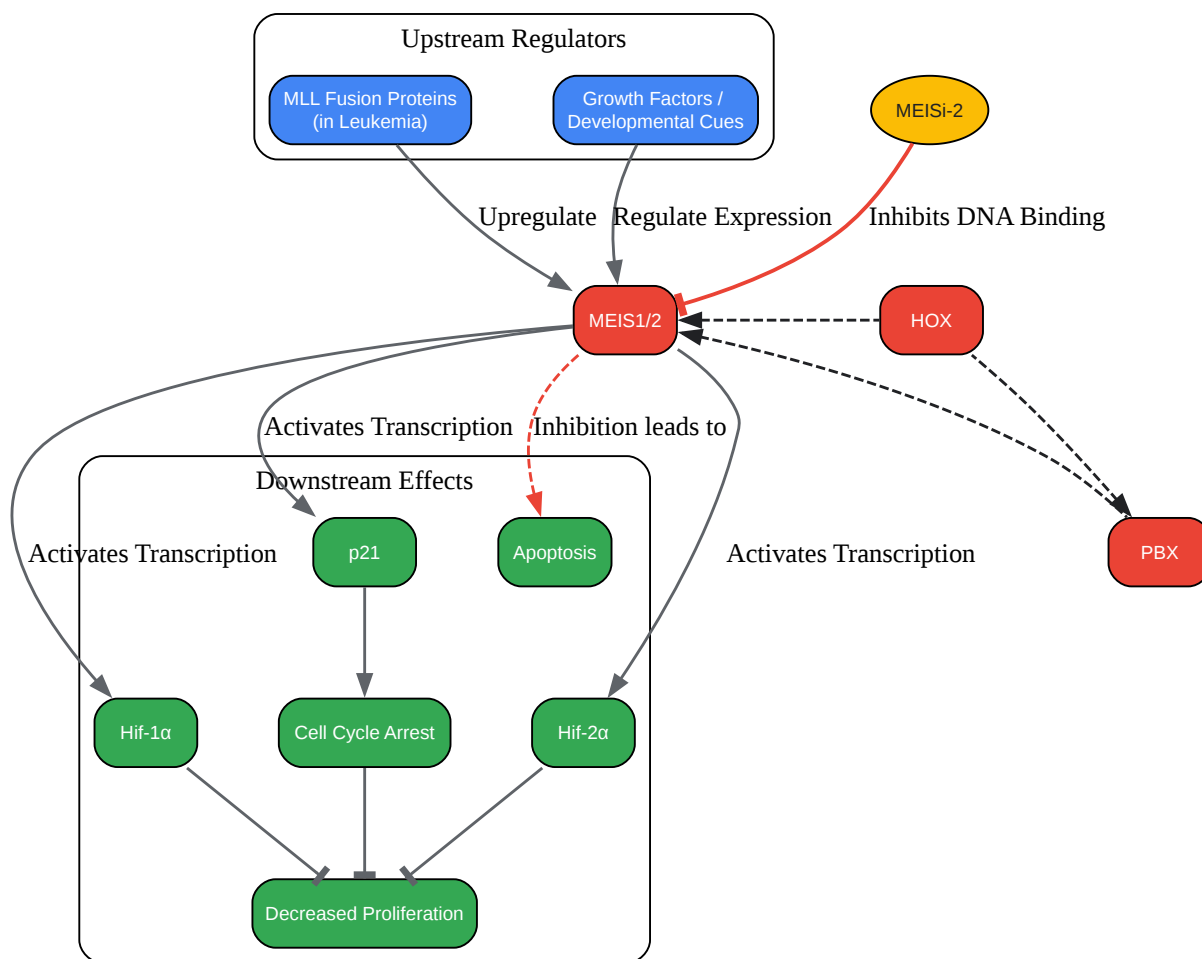 Upstream Regulators
MLL Fusion Proteins
(in Leukemia)
Growth Factors /
Developmental Cues
MEISi-2
Upregulate
Regulate Expression
Inhibits DNA Binding
MEIS1/2
HOX
Activates Transcription
Inhibition leads to
Downstream Effects
Activates Transcription
p21
Apoptosis
Activates Transcription
PBX
Hif-1α
Cell Cycle Arrest
Hif-2α
Decreased Proliferation